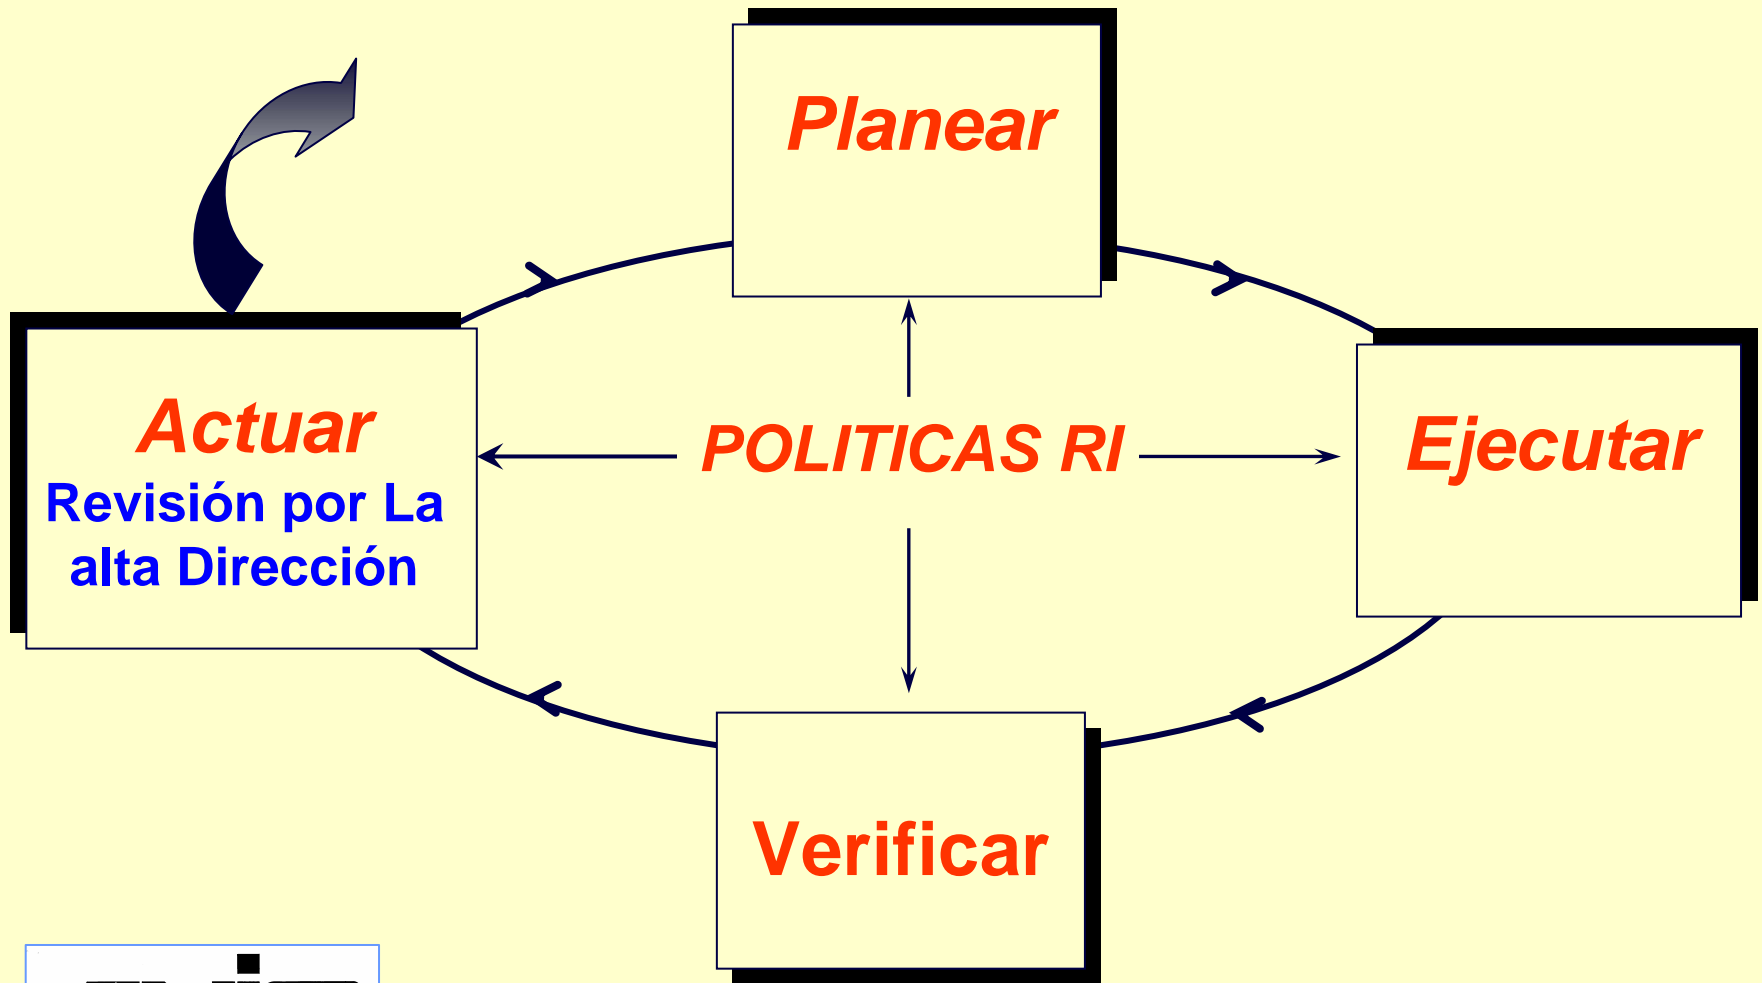 Planear
Actuar
Revisión por La
alta Dirección
POLITICAS RI
Ejecutar
Verificar